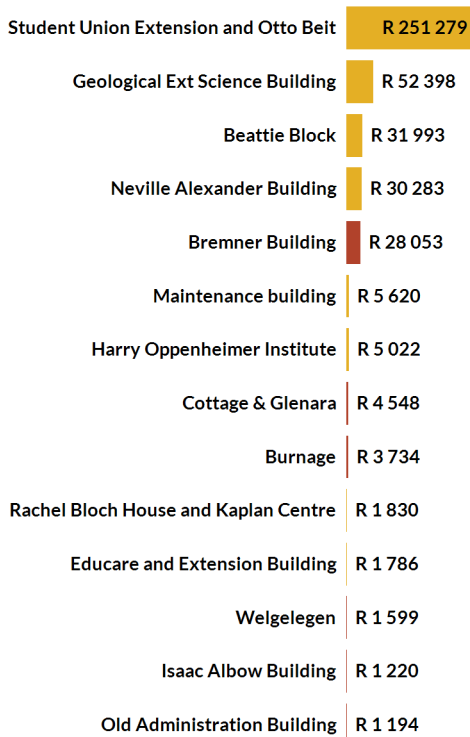 Student Union Extension and Otto Beit R 251 279
Geological Ext Science Building R 52 398
Beattie Block R 31 993
Neville Alexander Building R 30 283
Bremner Building R 28 053
Maintenance building R 5 620
Harry Oppenheimer Institute R 5 022
Cottage & Glenara R 4 548
Burnage R 3 734
Rachel Bloch House and Kaplan Centre R 1 830
Educare and Extension Building R 1 786
Welgelegen R 1 599
Isaac Albow Building R 1 220
Old Administration Building R 1 194